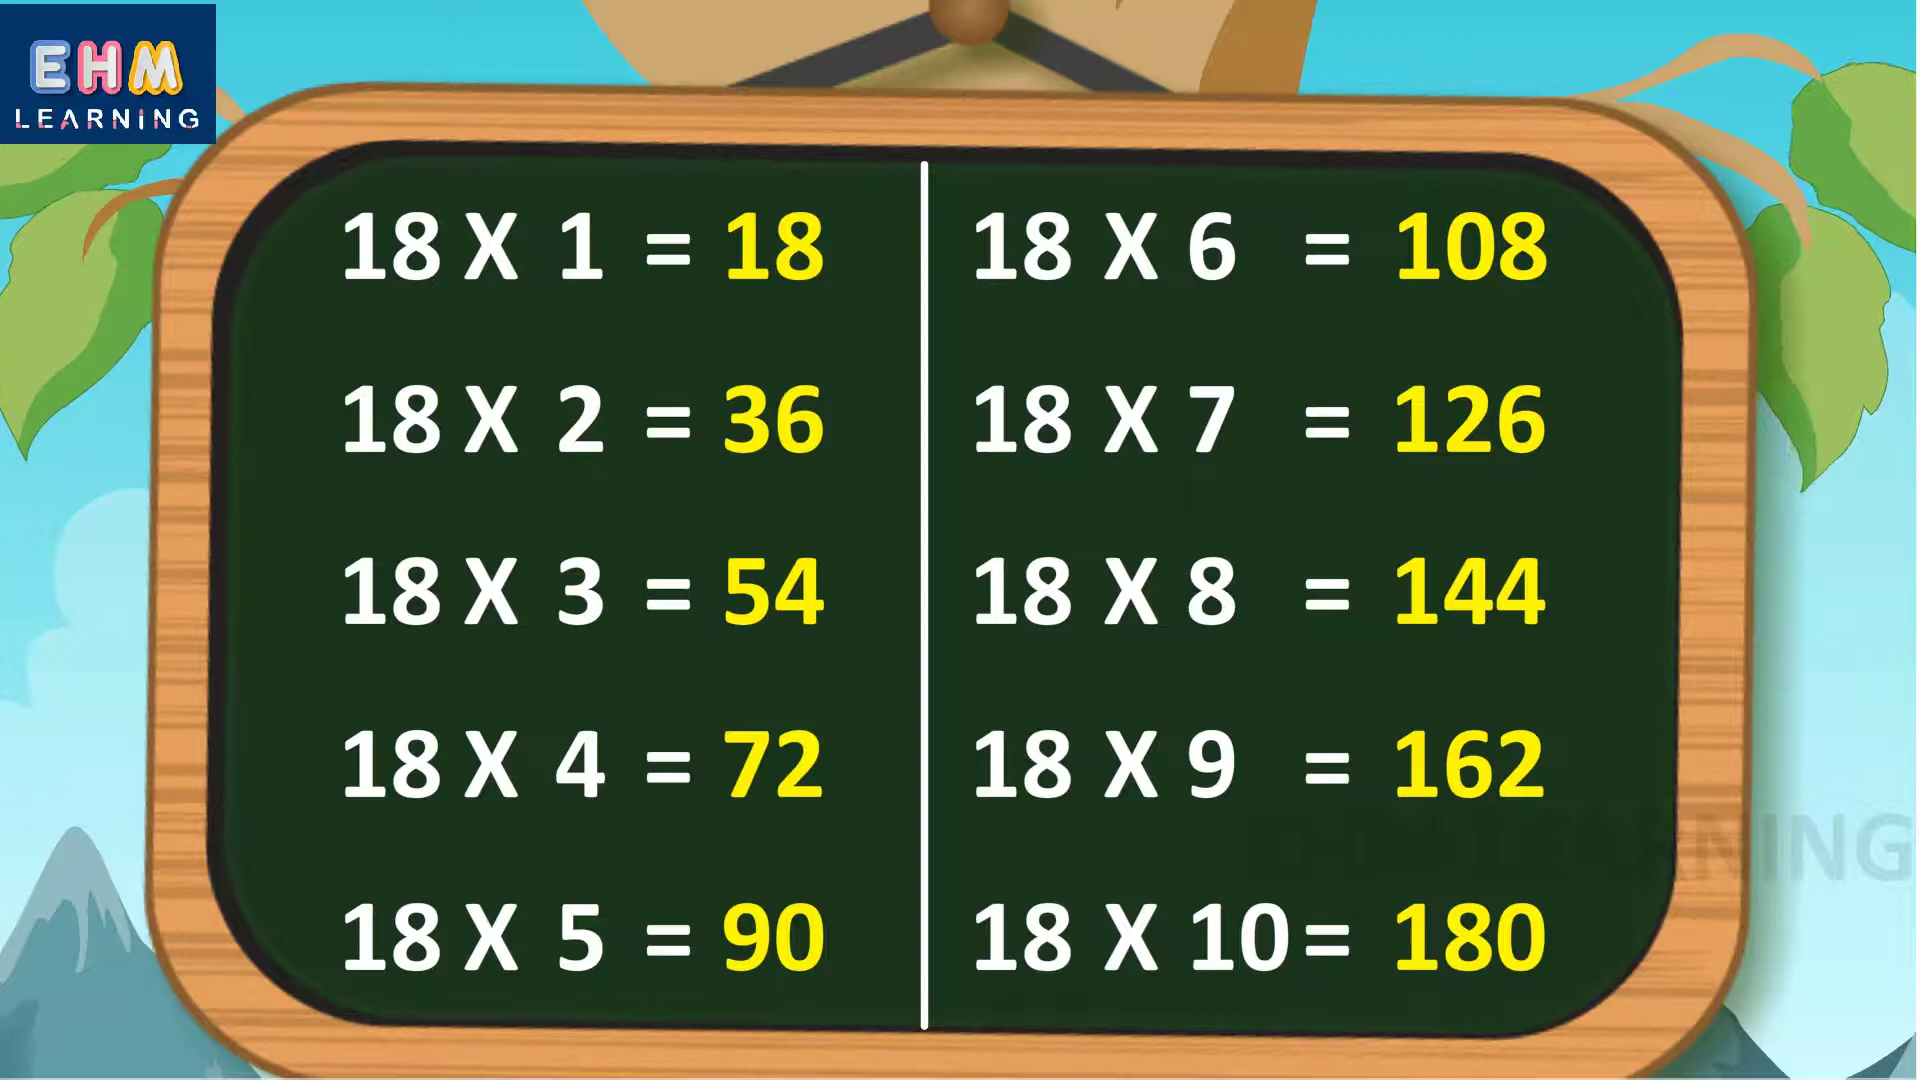 EHM
LEARNING
18 X 1 = 18
18 X 2 = 36
18 X 3 = 54
18 X 4 = 72
18 X 5 = 90
18 X 6 = 108
18 X 7 = 126
18 X 8 = 144
18 X 9 = 162
18 X 10 = 180